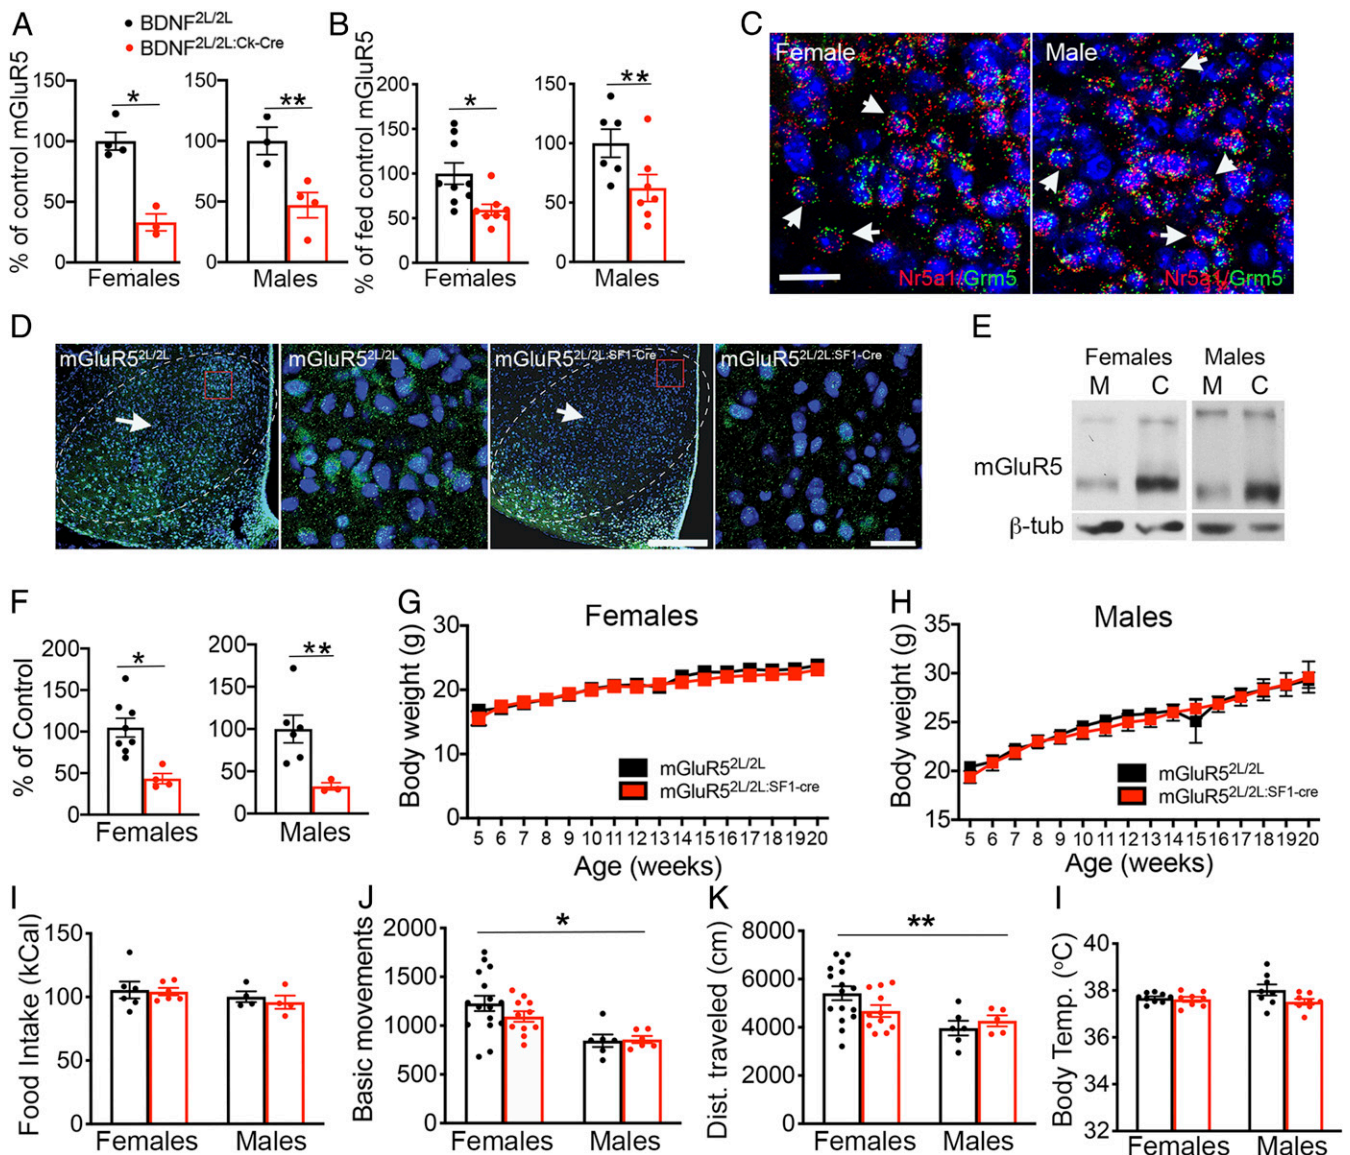 A
BDNF2L/2L
BDNF2L/2L:Ck-Cre
% of control mGluR5
150
100
50
0
*
Females
150
100
50
0
**
Males
B
% of fed control mGluR5
200
150
100
50
0
*
Females
150
100
50
0
**
Males
C
Female
Nr5a1/Grm5
Male
Nr5a1/Grm5
D
mGluR52L/2L
mGluR52L/2L
mGluR52L/2L:SF1-Cre
mGluR52L/2L:SF1-Cre
E
Females Males
M C M C
mGluR5
β-tub
F
% of Control
200
150
100
50
0
*
Females
200
150
100
50
0
**
Males
G
Females
Body weight (g)
30
20
10
0
mGluR52L/2L
mGluR52L/2L:SF1-cre
5 6 7 8 9 10 11 12 13 14 15 16 17 18 19 20
Age (weeks)
H
Males
Body weight (g)
35
30
25
20
15
mGluR52L/2L
mGluR52L/2L:SF1-cre
5 6 7 8 9 10 11 12 13 14 15 16 17 18 19 20
Age (weeks)
I
Food Intake (kCal)
150
100
50
0
Females Males
J
Basic movements
2000
1500
1000
500
0
*
Females Males
K
Dist. traveled (cm)
8000
6000
4000
2000
0
**
Females Males
I
Body Temp. (oC)
40
38
36
34
32
Females Males